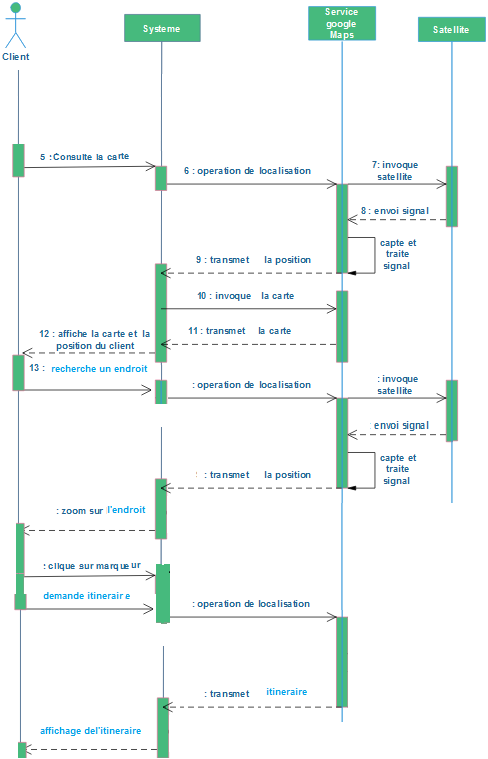 Service
google
Maps
Systeme
Satellite
Client
5 :Consulte la carte
6 : operation de localisation
7: invoque
satellite
8 : envoi signal
capte et
traite
signal
9 : transmet la position
10 : invoque la carte
11 : transmet la carte
12 : affiche la carte et la
position du client
13 : recherche un endroit
: operation de localisation
: invoque
satellite
envoi signal
capte et
traite
signal
: transmet la position
: zoom sur l'endroit
: clique sur marqueur
demande itineraire
: operation de localisation
: transmet itineraire
affichage del'itineraire